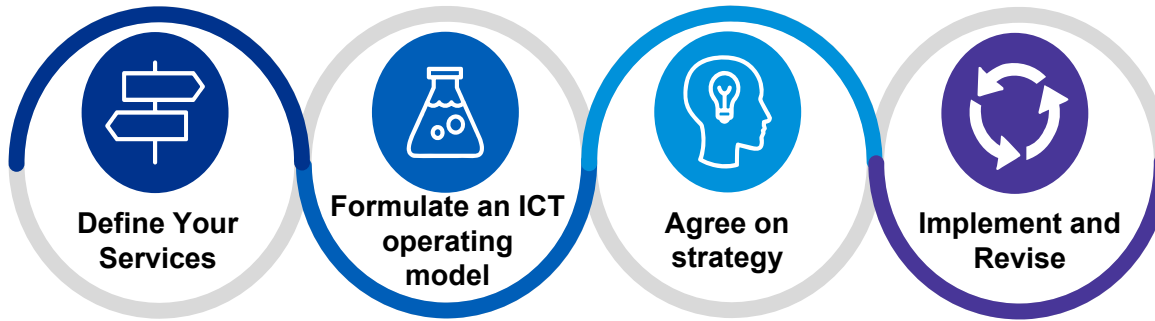 Define Your
Services
Formulate an ICT
operating
model
Agree on
strategy
Implement and
Revise